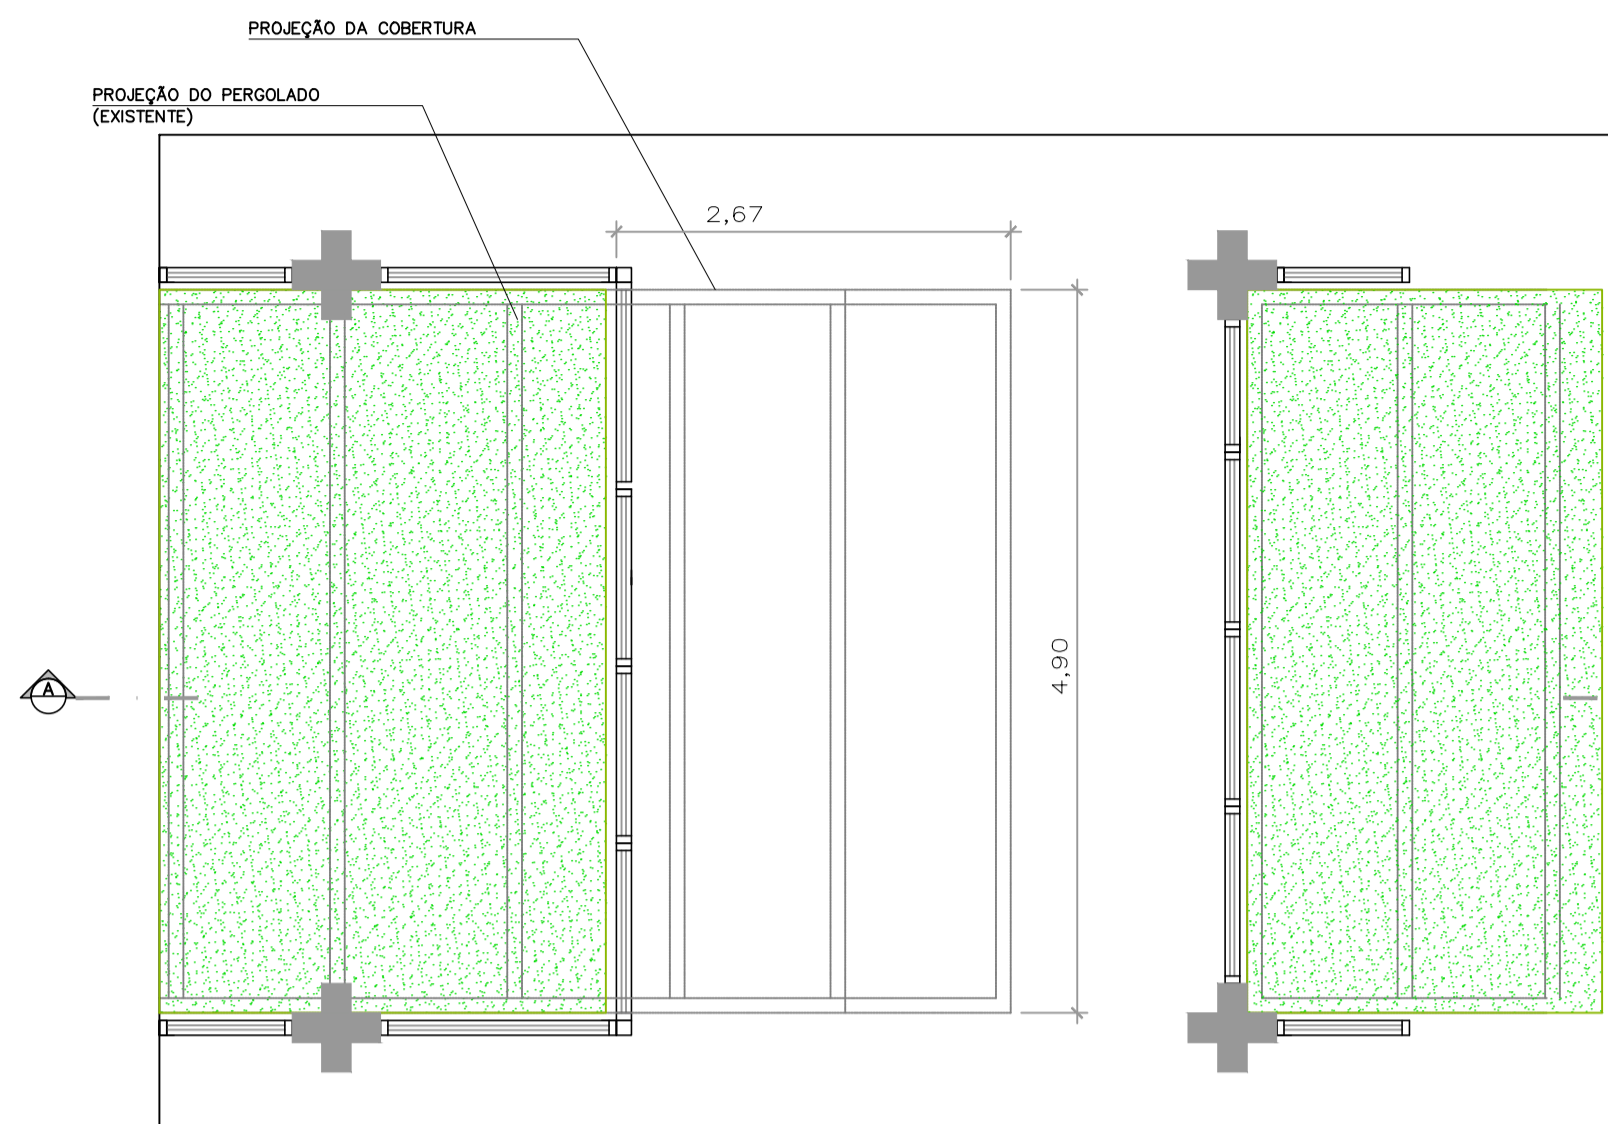 PROJEÇÃO DA COBERTURA
PROJEÇÃO DO PERGOLADO
(EXISTENTE)
2,67
4,90
A